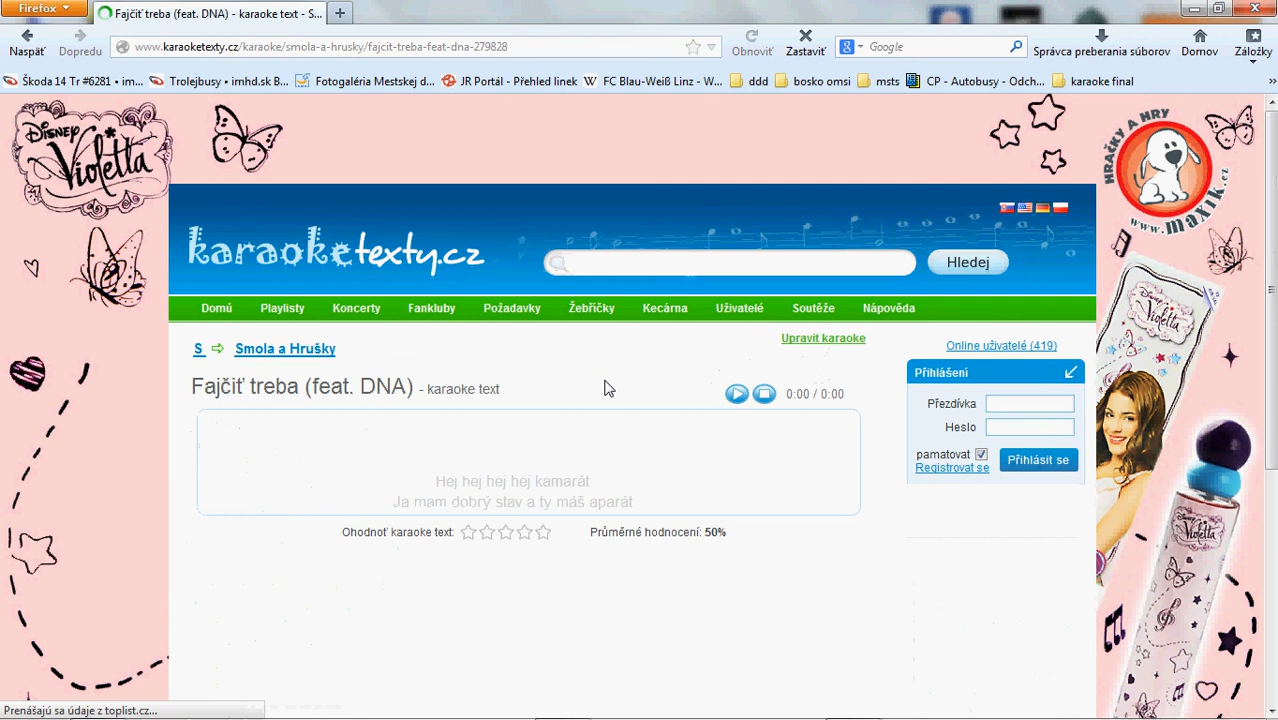 Firefox
Fajčiť treba (feat. DNA) - karaoke text - S...
Naspäť
Dopredu
www.karaoketexty.cz/karaoke/smola-a-hrusky/fajcit-treba-feat-dna-279828
Obnoviť
Zastaviť
Google
Správca preberania súborov
Domov
Záložky
Škoda 14 Tr #6281 • im...
Trolejbusy • imhd.sk B...
Fotogaléria Mestskej d...
JR Portál - Přehled linek
FC Blau-Weiß Linz - W...
ddd
bosko omsi
msts
CP - Autobusy - Odch...
karaoke final
Disney
Violetta
HRAČKY A HRY
www.maxik.cz
karaoketexty.cz
Hledej
Domů
Playlisty
Koncerty
Fankluby
Požadavky
Žebříčky
Kecárna
Uživatelé
Soutěže
Nápověda
S
Smola a Hrušky
Upravit karaoke
Online uživatelé (419)
Fajčiť treba (feat. DNA) - karaoke text
0:00 / 0:00
Přihlášení
Přezdívka
Heslo
pamatovat
Registrovat se
Přihlásit se
Hej hej hej hej kamarát
Ja mam dobrý stav a ty máš aparát
Ohodnoť karaoke text:
Průměrné hodnocení: 50%
Violetta
Disney
Violetta
Prenášajú sa údaje z toplist.cz...